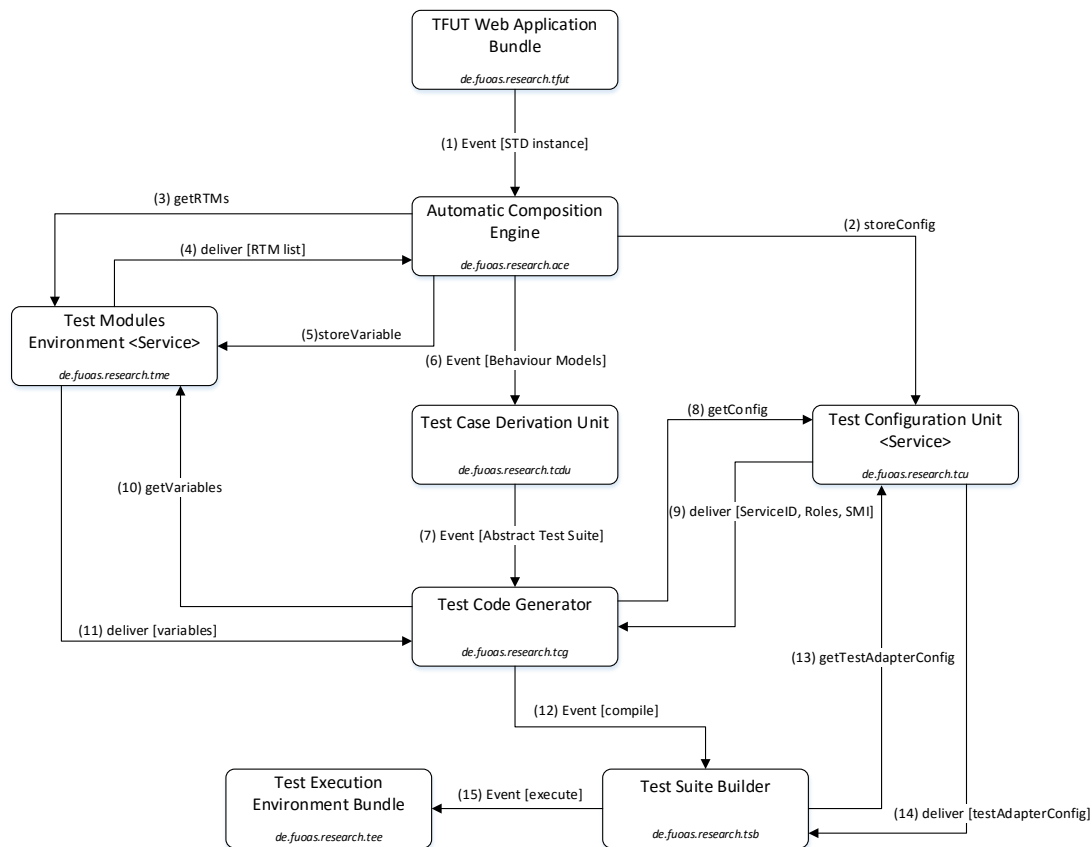 TFUT Web Application
Bundle
de.fuoas.research.tfut
(1) Event [STD instance]
(3) getRTMs
Automatic Composition
Engine
de.fuoas.research.ace
(2) storeConfig
(4) deliver [RTM list]
Test Modules
Environment <Service>
de.fuoas.research.tme
(5)storeVariable
(6) Event [Behaviour Models]
Test Case Derivation Unit
de.fuoas.research.tcdu
(8) getConfig
Test Configuration Unit
<Service>
de.fuoas.research.tcu
(10) getVariables
(9) deliver [ServiceID, Roles, SMI]
(7) Event [Abstract Test Suite]
Test Code Generator
de.fuoas.research.tcg
(11) deliver [variables]
(13) getTestAdapterConfig
(12) Event [compile]
Test Execution
Environment Bundle
de.fuoas.research.tee
(15) Event [execute]
Test Suite Builder
de.fuoas.research.tsb
(14) deliver [testAdapterConfig]